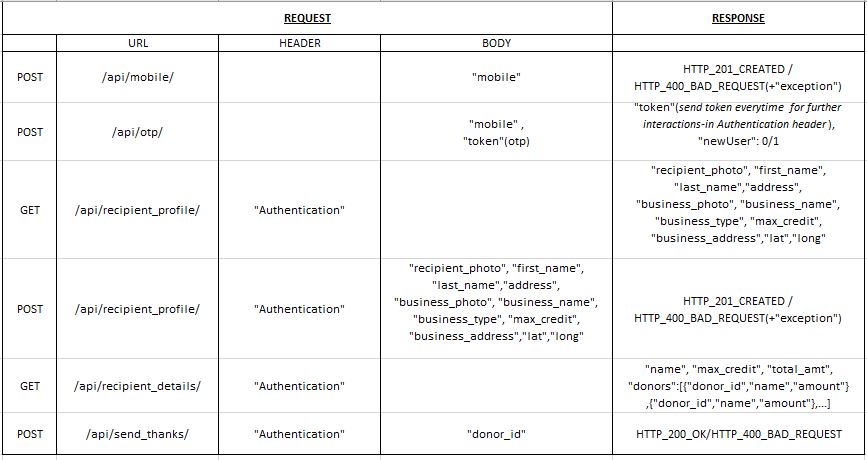 REQUEST
RESPONSE
URL
HEADER
BODY
POST
/api/mobile/
"mobile"
HTTP_201_CREATED /
HTTP_400_BAD_REQUEST(+"exception")
POST
/api/otp/
"mobile" ,
"token"(otp)
"token"(send token everytime for further
interactions-in Authentication header),
"newUser": 0/1
GET
/api/recipient_profile/
"Authentication"
"recipient_photo", "first_name",
"last_name","address",
"business_photo", "business_name",
"business_type", "max_credit",
"business_address","lat","long"
POST
/api/recipient_profile/
"Authentication"
"recipient_photo", "first_name",
"last_name","address",
"business_photo", "business_name",
"business_type", "max_credit",
"business_address","lat","long"
HTTP_201_CREATED /
HTTP_400_BAD_REQUEST(+"exception")
GET
/api/recipient_details/
"Authentication"
"name", "max_credit", "total_amt",
"donors":[{"donor_id","name","amount"}
,{"donor_id","name","amount"},...]
POST
/api/send_thanks/
"Authentication"
"donor_id"
HTTP_200_OK/HTTP_400_BAD_REQUEST